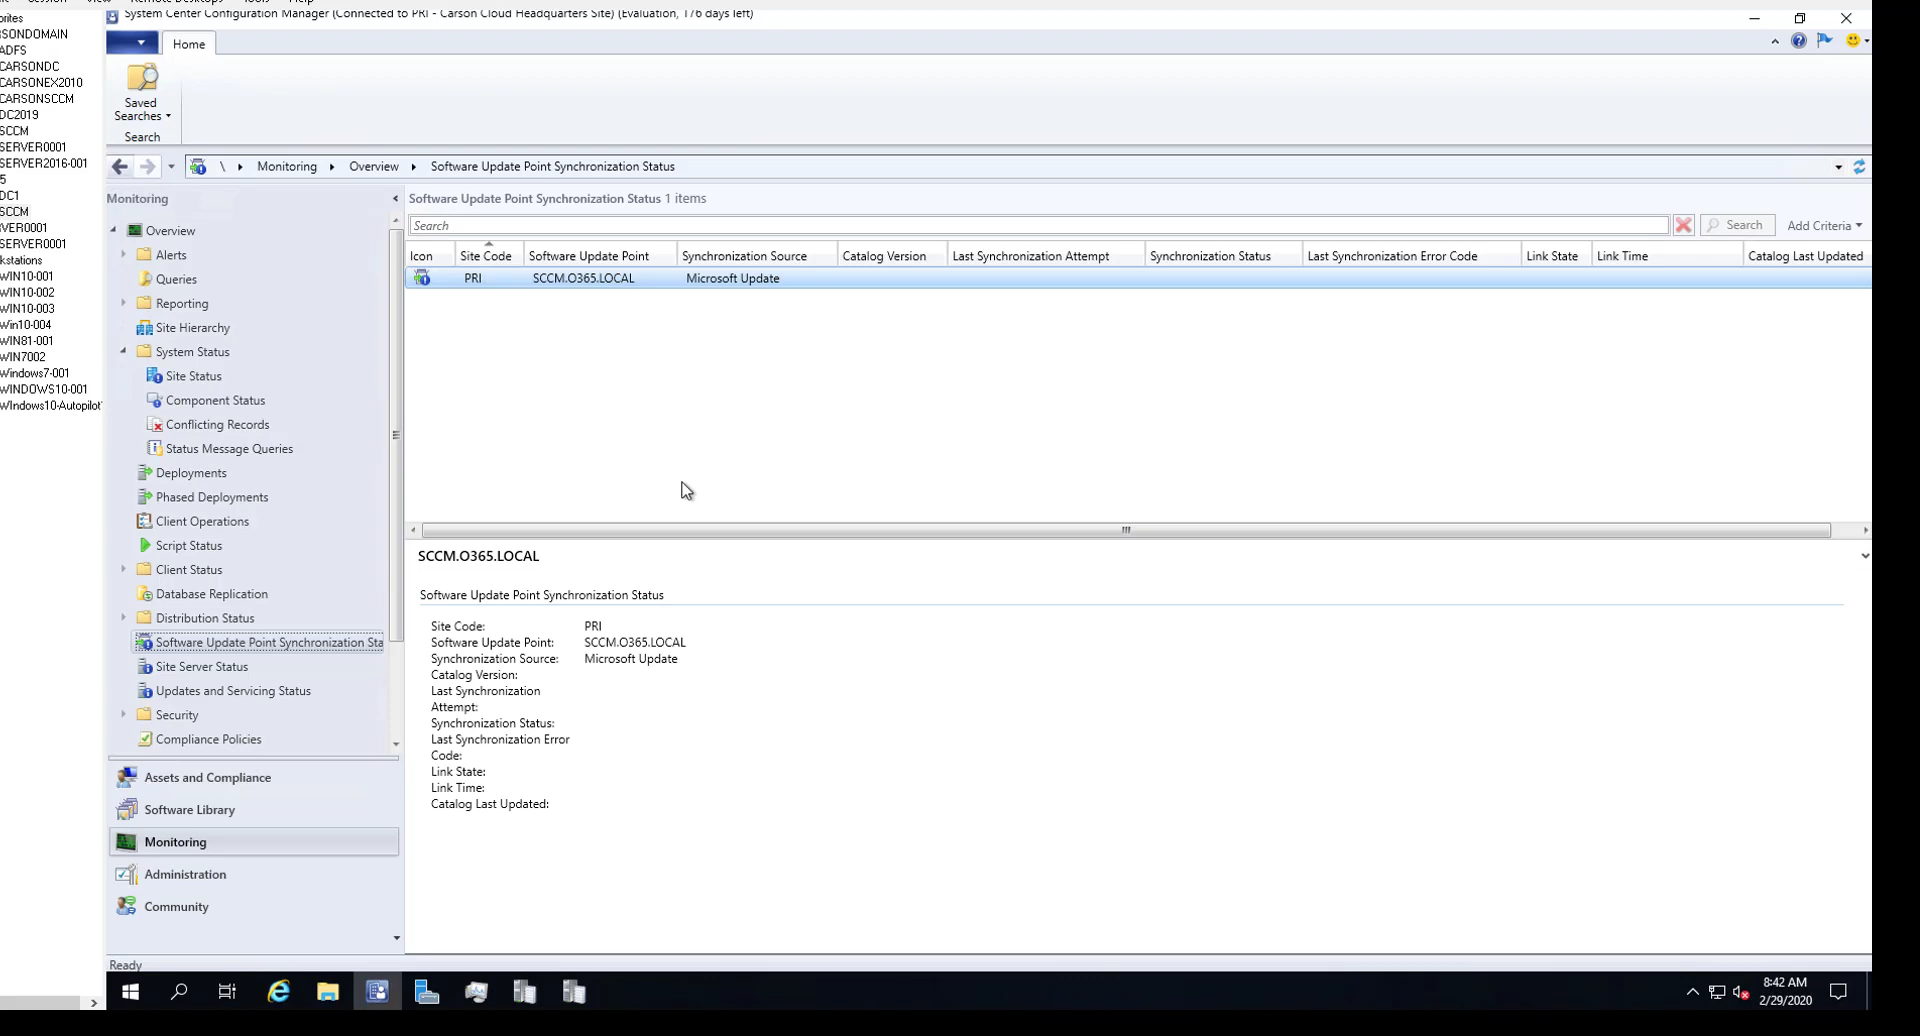 Session View Remote Desktops Tools Help
System Center Configuration Manager (Connected to PRI - Carson Cloud Headquarters Site) (Evaluation, 176 days left)
Home
Saved
Searches
Search
\ Monitoring Overview Software Update Point Synchronization Status
orites
SONDOMAIN
ADFS
CARSONDC
CARSONEX2010
CARSONSCCM
DC2019
SCCM
SERVER0001
SERVER2016-001
5
DC1
SCCM
VER0001
SERVER0001
kstations
WIN10-001
WIN10-002
WIN10-003
Win10-004
WIN81-001
WIN7002
Windows7-001
WINDOWS10-001
WIndows10-Autopilot
Monitoring
Overview
Alerts
Queries
Reporting
Site Hierarchy
System Status
Site Status
Component Status
Conflicting Records
Status Message Queries
Deployments
Phased Deployments
Client Operations
Script Status
Client Status
Database Replication
Distribution Status
Software Update Point Synchronization Sta
Site Server Status
Updates and Servicing Status
Security
Compliance Policies
Assets and Compliance
Software Library
Monitoring
Administration
Community
Software Update Point Synchronization Status 1 items
Search Search Add Criteria
Icon Site Code Software Update Point Synchronization Source Catalog Version Last Synchronization Attempt Synchronization Status Last Synchronization Error Code Link State Link Time Catalog Last Updated
PRI SCCM.O365.LOCAL Microsoft Update
SCCM.O365.LOCAL
Software Update Point Synchronization Status
Site Code: PRI
Software Update Point: SCCM.O365.LOCAL
Synchronization Source: Microsoft Update
Catalog Version:
Last Synchronization
Attempt:
Synchronization Status:
Last Synchronization Error
Code:
Link State:
Link Time:
Catalog Last Updated:
Ready
8:42 AM
2/29/2020